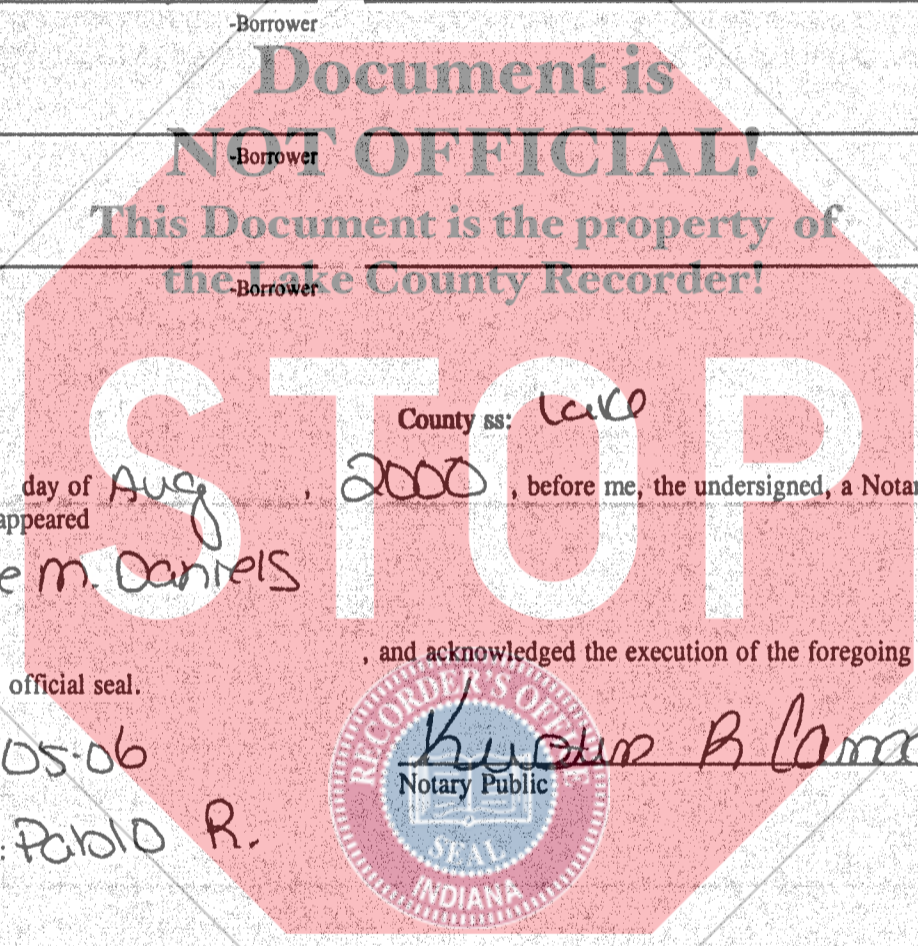 -Borrower
Document is
NOT OFFICIAL!
-Borrower
This Document is the property of
the Lake County Recorder!
-Borrower
STOP
County ss: Lake
day of Aug , 2000 , before me, the undersigned, a Notar
appeared
e M. Daniels
, and acknowledged the execution of the foregoing
official seal.
05-06
R
Notary Public
: Pablo R.
RECORDER'S OFFICE
SEAL
INDIANA